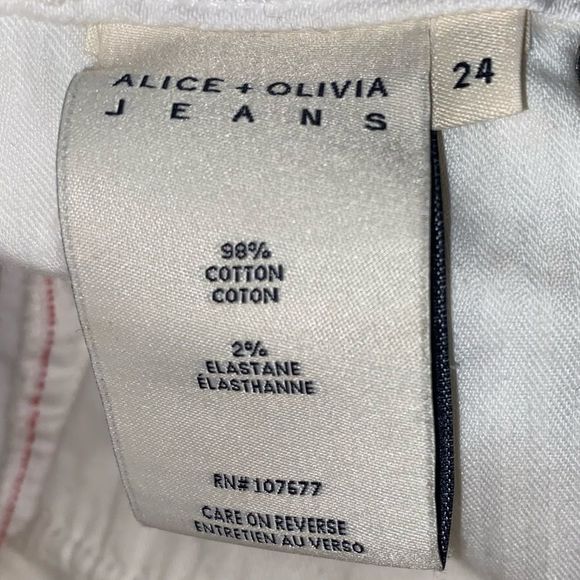 ALICE + OLIVIA
JEANS
24
98%
COTTON
COTON
2%
ELASTANE
ÉLASTHANNE
RN#107677
CARE ON REVERSE
ENTRETIEN AU VERSO